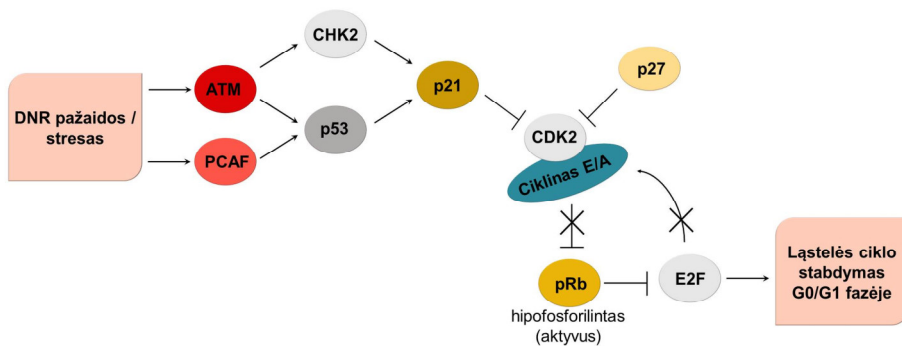 DNR pažaidos /
stresas
ATM
PCAF
CHK2
p53
p21
p27
CDK2
Ciklinas E/A
pRb
hipofosforilintas
(aktyvus)
E2F
Ląstelės ciklo
stabdymas
G0/G1 fazėje